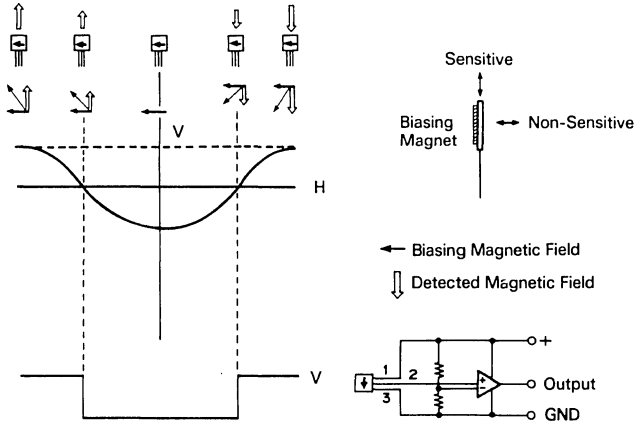 V
H
V
Sensitive
Biasing
Magnet
Non-Sensitive
Biasing Magnetic Field
Detected Magnetic Field
1
2
3
+
+
−
Output
GND